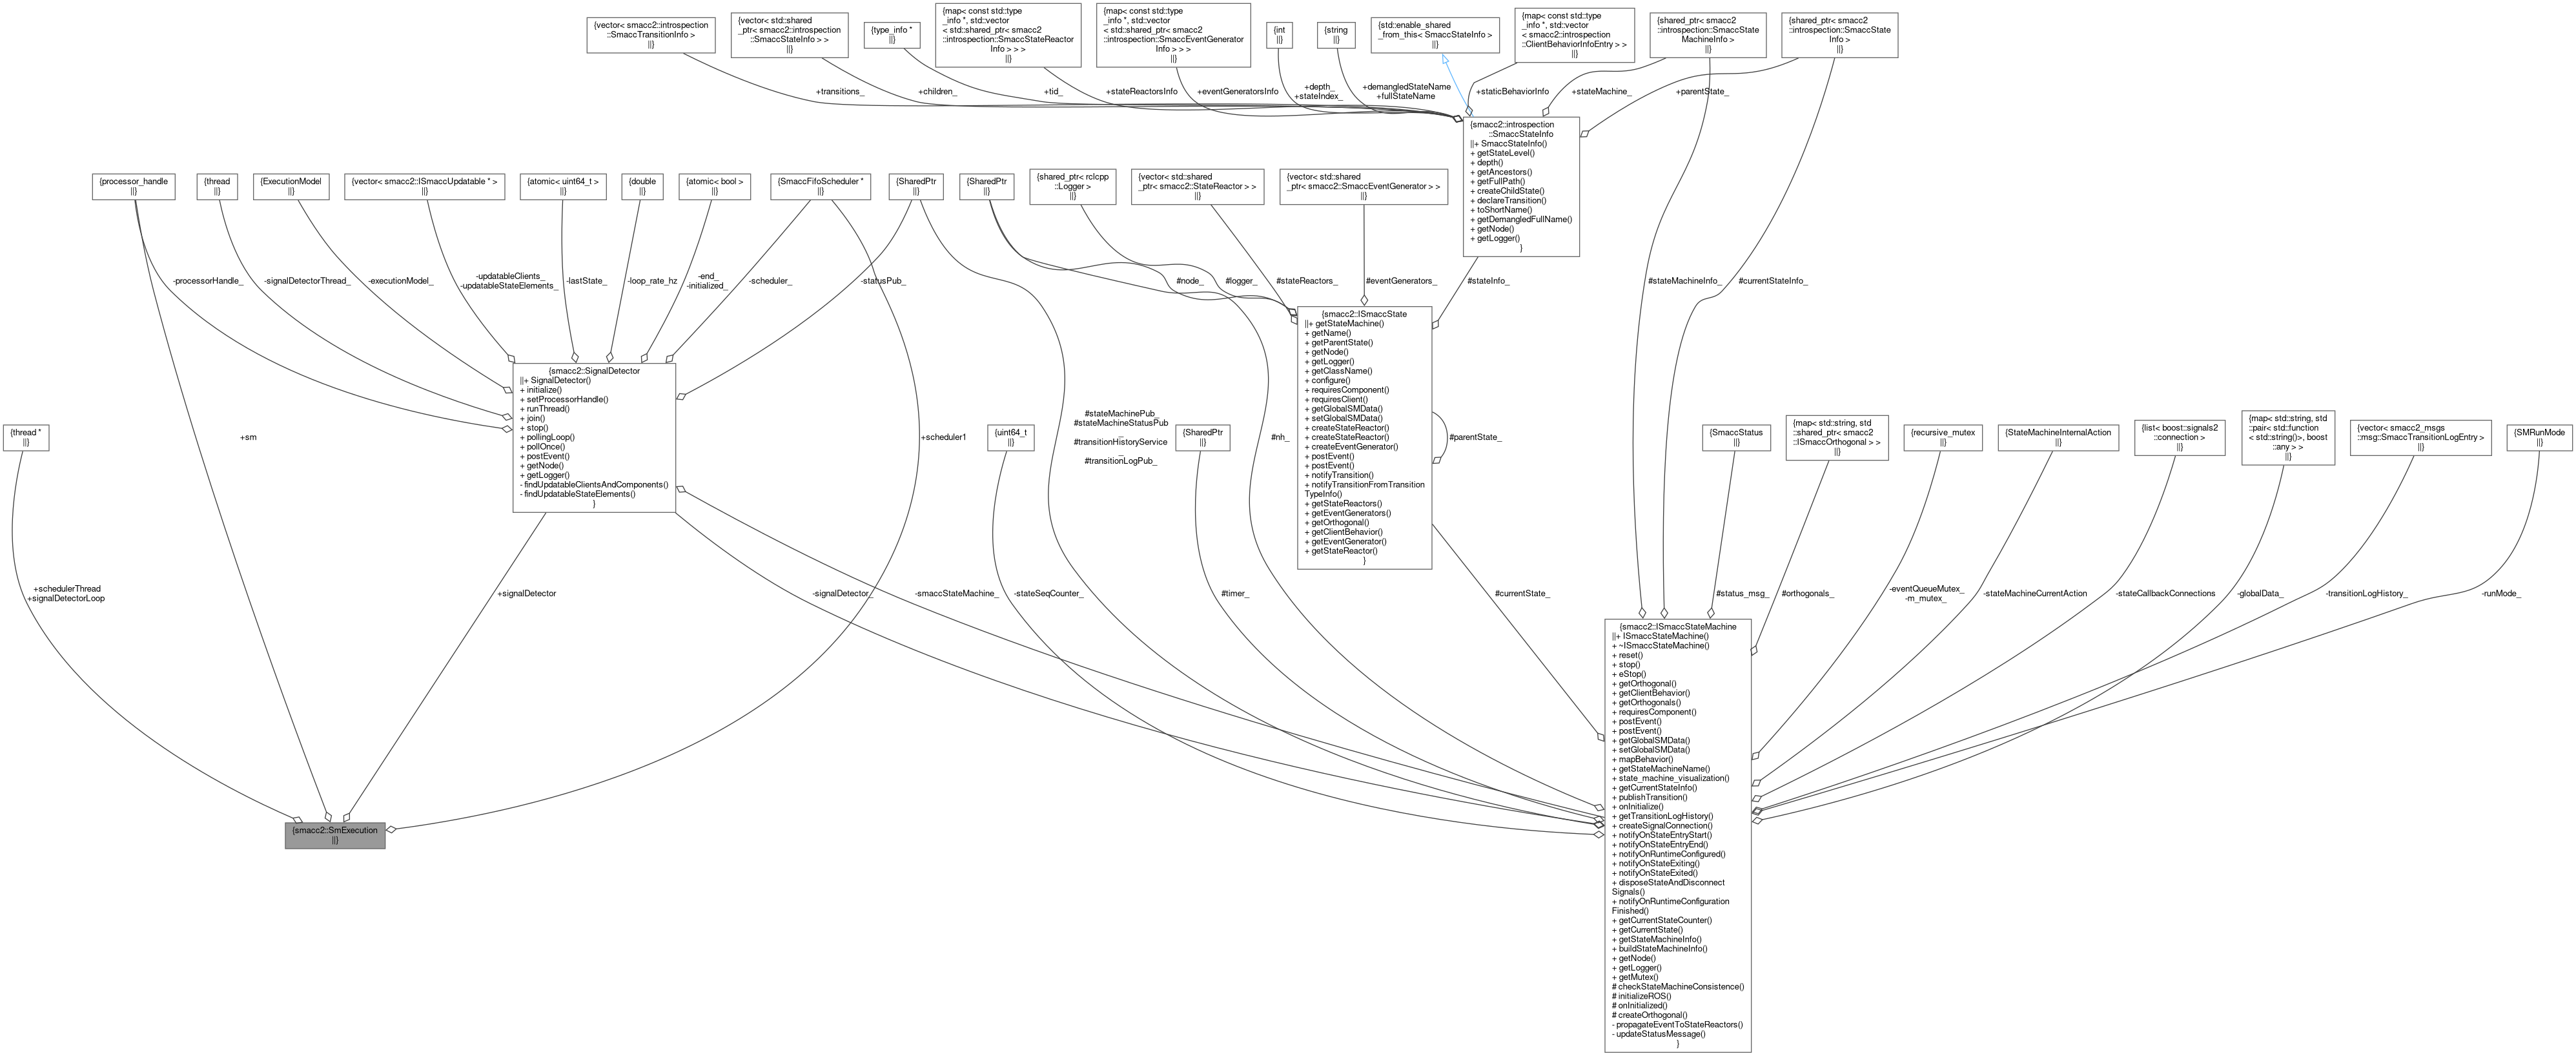 {vector< smacc2::introspection
::SmaccTransitionInfo >
||}
{vector< std::shared
_ptr< smacc2::introspection
::SmaccStateInfo > >
||}
{type_info *
||}
{map< const std::type
_info *, std::vector
< std::shared_ptr< smacc2
::introspection::SmaccStateReactor
Info > > >
||}
{map< const std::type
_info *, std::vector
< std::shared_ptr< smacc2
::introspection::SmaccEventGenerator
Info > > >
||}
{int
||}
{string
||}
{std::enable_shared
_from_this< SmaccStateInfo >
||}
{map< const std::type
_info *, std::vector
< smacc2::introspection
::ClientBehaviorInfoEntry > >
||}
{shared_ptr< smacc2
::introspection::SmaccState
MachineInfo >
||}
{shared_ptr< smacc2
::introspection::SmaccState
Info >
||}
+transitions_
+children_
+tid_
+stateReactorsInfo
+eventGeneratorsInfo
+depth_
+stateIndex_
+demangledStateName
+fullStateName
+staticBehaviorInfo
+stateMachine_
+parentState_
{smacc2::introspection
::SmaccStateInfo
||+ SmaccStateInfo()
+ getStateLevel()
+ depth()
+ getAncestors()
+ getFullPath()
+ createChildState()
+ declareTransition()
+ toShortName()
+ getDemangledFullName()
+ getNode()
+ getLogger()
}
{processor_handle
||}
{thread
||}
{ExecutionModel
||}
{vector< smacc2::ISmaccUpdatable * >
||}
{atomic< uint64_t >
||}
{double
||}
{atomic< bool >
||}
{SmaccFifoScheduler *
||}
{SharedPtr
||}
{SharedPtr
||}
{shared_ptr< rclcpp
::Logger >
||}
{vector< std::shared
_ptr< smacc2::StateReactor > >
||}
{vector< std::shared
_ptr< smacc2::SmaccEventGenerator > >
||}
-processorHandle_
-signalDetectorThread_
-executionModel_
-updatableClients_
-updatableStateElements_
-lastState_
-loop_rate_hz
-end_
-initialized_
-scheduler_
-statusPub_
#node_
#logger_
#stateReactors_
#eventGenerators_
#stateInfo_
#stateMachineInfo_
#currentStateInfo_
{smacc2::SignalDetector
||+ SignalDetector()
+ initialize()
+ setProcessorHandle()
+ runThread()
+ join()
+ stop()
+ pollingLoop()
+ pollOnce()
+ postEvent()
+ getNode()
+ getLogger()
- findUpdatableClientsAndComponents()
- findUpdatableStateElements()
}
{smacc2::ISmaccState
||+ getStateMachine()
+ getName()
+ getParentState()
+ getNode()
+ getLogger()
+ getClassName()
+ configure()
+ requiresComponent()
+ requiresClient()
+ getGlobalSMData()
+ setGlobalSMData()
+ createStateReactor()
+ createStateReactor()
+ createEventGenerator()
+ postEvent()
+ postEvent()
+ notifyTransition()
+ notifyTransitionFromTransition
TypeInfo()
+ getStateReactors()
+ getEventGenerators()
+ getOrthogonal()
+ getClientBehavior()
+ getEventGenerator()
+ getStateReactor()
}
#parentState_
{thread *
||}
+sm
+scheduler1
{uint64_t
||}
#stateMachinePub_
#stateMachineStatusPub
_
#transitionHistoryService
_
#transitionLogPub_
{SharedPtr
||}
#nh_
{SmaccStatus
||}
{map< std::string, std
::shared_ptr< smacc2
::ISmaccOrthogonal > >
||}
{recursive_mutex
||}
{StateMachineInternalAction
||}
{list< boost::signals2
::connection >
||}
{map< std::string, std
::pair< std::function
< std::string()>, boost
::any > >
||}
{vector< smacc2_msgs
::msg::SmaccTransitionLogEntry >
||}
{SMRunMode
||}
+schedulerThread
+signalDetectorLoop
+signalDetector
-signalDetector_
-smaccStateMachine_
-stateSeqCounter_
#timer_
#currentState_
#status_msg_
#orthogonals_
-eventQueueMutex_
-m_mutex_
-stateMachineCurrentAction
-stateCallbackConnections
-globalData_
-transitionLogHistory_
-runMode_
{smacc2::SmExecution
||}
{smacc2::ISmaccStateMachine
||+ ISmaccStateMachine()
+ ~ISmaccStateMachine()
+ reset()
+ stop()
+ eStop()
+ getOrthogonal()
+ getClientBehavior()
+ getOrthogonals()
+ requiresComponent()
+ postEvent()
+ postEvent()
+ getGlobalSMData()
+ setGlobalSMData()
+ mapBehavior()
+ getStateMachineName()
+ state_machine_visualization()
+ getCurrentStateInfo()
+ publishTransition()
+ onInitialize()
+ getTransitionLogHistory()
+ createSignalConnection()
+ notifyOnStateEntryStart()
+ notifyOnStateEntryEnd()
+ notifyOnRuntimeConfigured()
+ notifyOnStateExiting()
+ notifyOnStateExited()
+ disposeStateAndDisconnect
Signals()
+ notifyOnRuntimeConfiguration
Finished()
+ getCurrentStateCounter()
+ getCurrentState()
+ getStateMachineInfo()
+ buildStateMachineInfo()
+ getNode()
+ getLogger()
+ getMutex()
# checkStateMachineConsistence()
# initializeROS()
# onInitialized()
# createOrthogonal()
- propagateEventToStateReactors()
- updateStatusMessage()
}